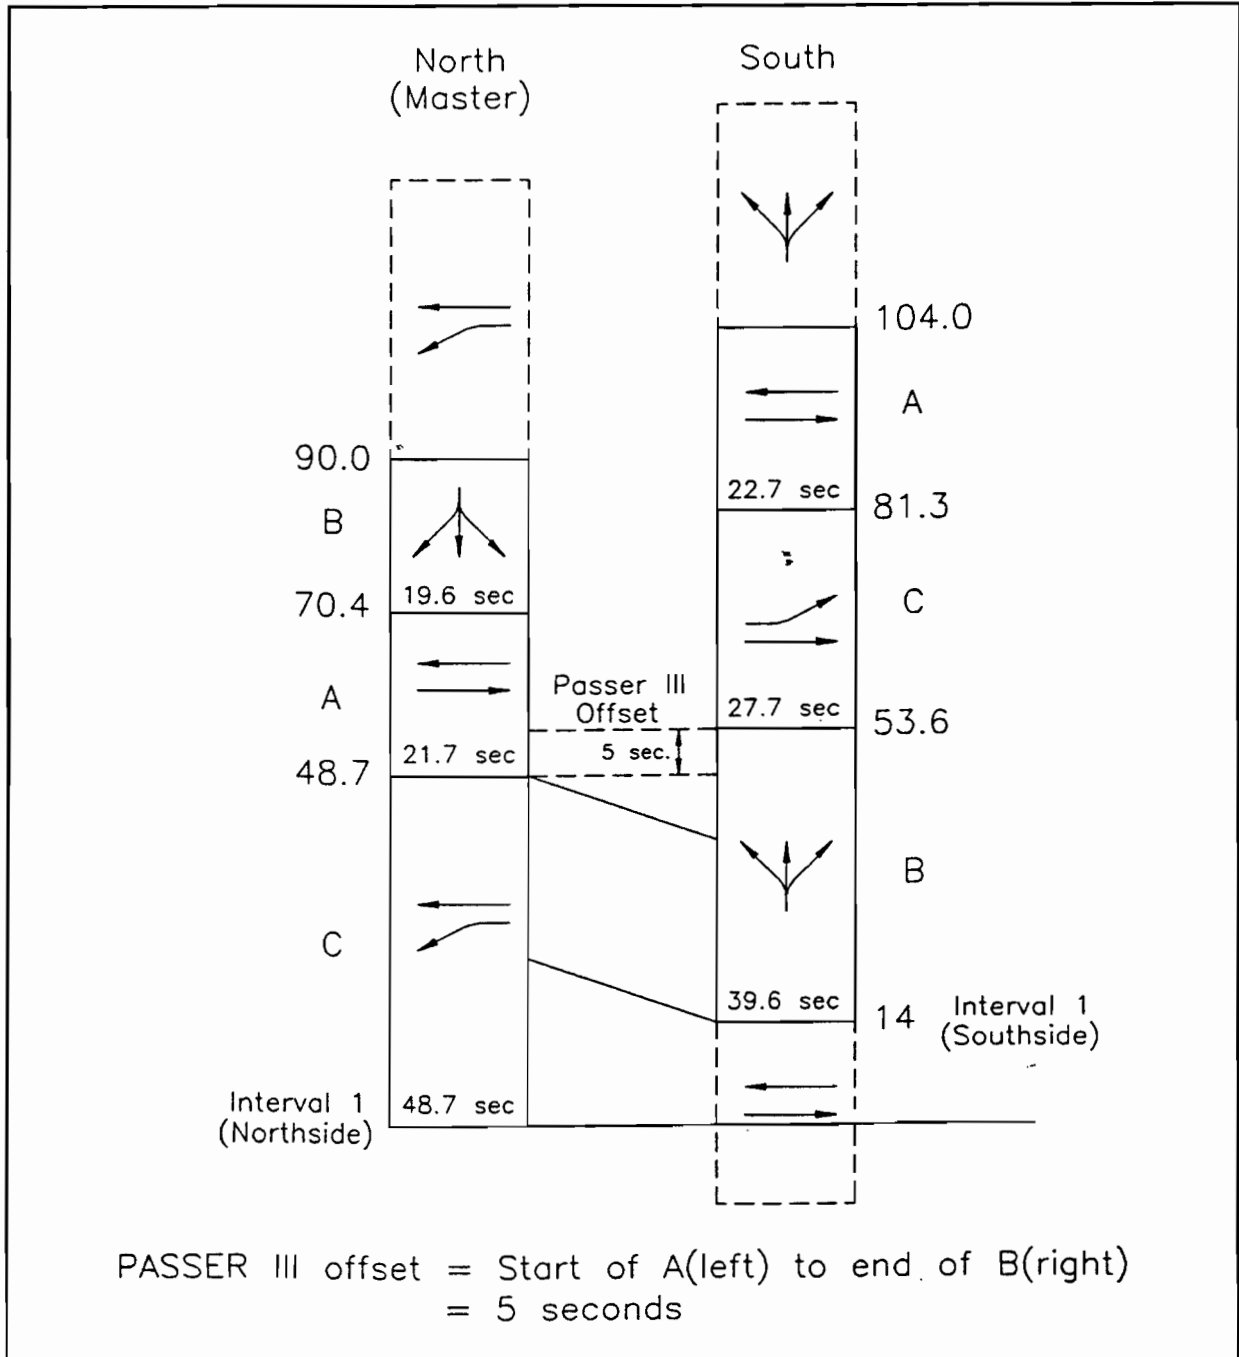 North
(Master)
South
104.0
A
90.0
22.7 sec
81.3
B
19.6 sec
70.4
C
A
Passer III
Offset
27.7 sec
53.6
21.7 sec
5 sec.
48.7
B
C
39.6 sec
14
Interval 1
(Southside)
Interval 1
(Northside)
48.7 sec
PASSER III offset = Start of A(left) to end of B(right)
= 5 seconds